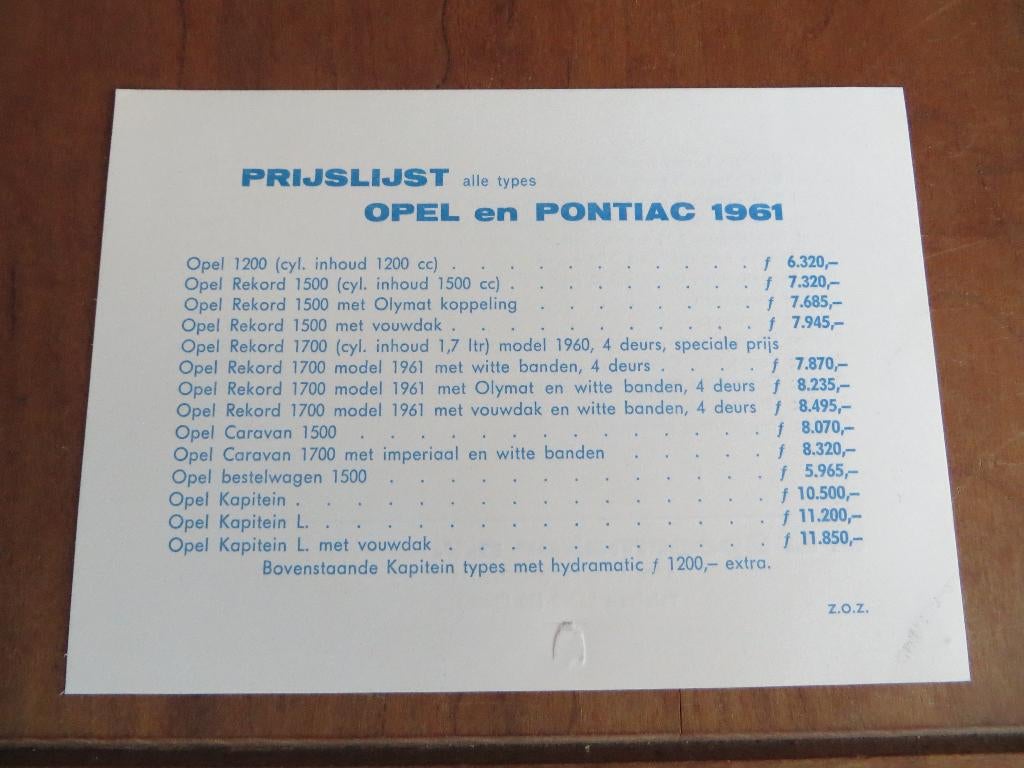 PRIJSLIJST alle types
OPEL en PONTIAC 1961
Opel 1200 (cyl. inhoud 1200 cc) . . . . . . . . . . . ƒ 6.320,–
Opel Rekord 1500 (cyl. inhoud 1500 cc) . . . . . . . . . ƒ 7.320,–
Opel Rekord 1500 met Olymat koppeling . . . . . . . . ƒ 7.685,–
Opel Rekord 1500 met vouwdak . . . . . . . . . . . ƒ 7.945,–
Opel Rekord 1700 (cyl. inhoud 1,7 ltr) model 1960, 4 deurs, speciale prijs
Opel Rekord 1700 model 1961 met witte banden, 4 deurs . . . . ƒ 7.870,–
Opel Rekord 1700 model 1961 met Olymat en witte banden, 4 deurs ƒ 8.235,–
Opel Rekord 1700 model 1961 met vouwdak en witte banden, 4 deurs ƒ 8.495,–
Opel Caravan 1500 . . . . . . . . . . . . . . ƒ 8.070,–
Opel Caravan 1700 met imperiaal en witte banden . . . . . ƒ 8.320,–
Opel bestelwagen 1500 . . . . . . . . . . . . . ƒ 5.965,–
Opel Kapitein . . . . . . . . . . . . . . . . ƒ 10.500,–
Opel Kapitein L. . . . . . . . . . . . . . . . ƒ 11.200,–
Opel Kapitein L. met vouwdak . . . . . . . . . . . ƒ 11.850,–
Bovenstaande Kapitein types met hydramatic ƒ 1200,– extra.
Z.O.Z.